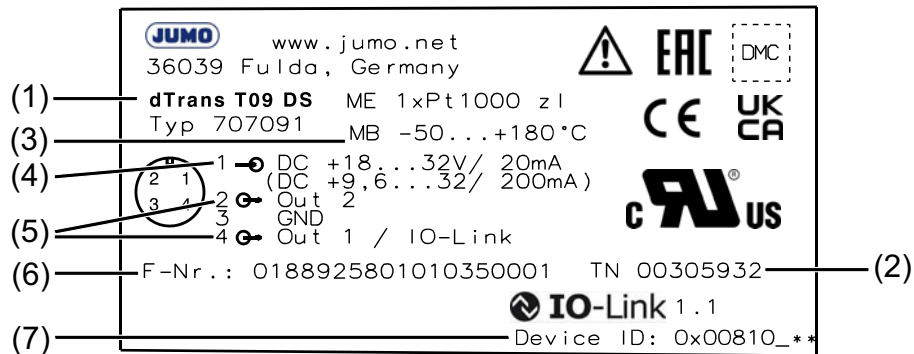 JUMO www.jumo.net
36039 Fulda, Germany
EAC DMC
(1) dTrans T09 DS ME 1xPt1000 zl
Typ 707091
(3) MB -50...+180°C
CE UK CA
(4) 1 DC +18...32V/ 20mA
(DC +9,6...32/ 200mA)
2 1
3 4
(5) 2 Out 2
3 GND
4 Out 1 / IO-Link
c RU US ®
(6) F-Nr.: 0188925801010350001 TN 00305932 (2)
IO-Link 1.1
(7) Device ID: 0x00810_**